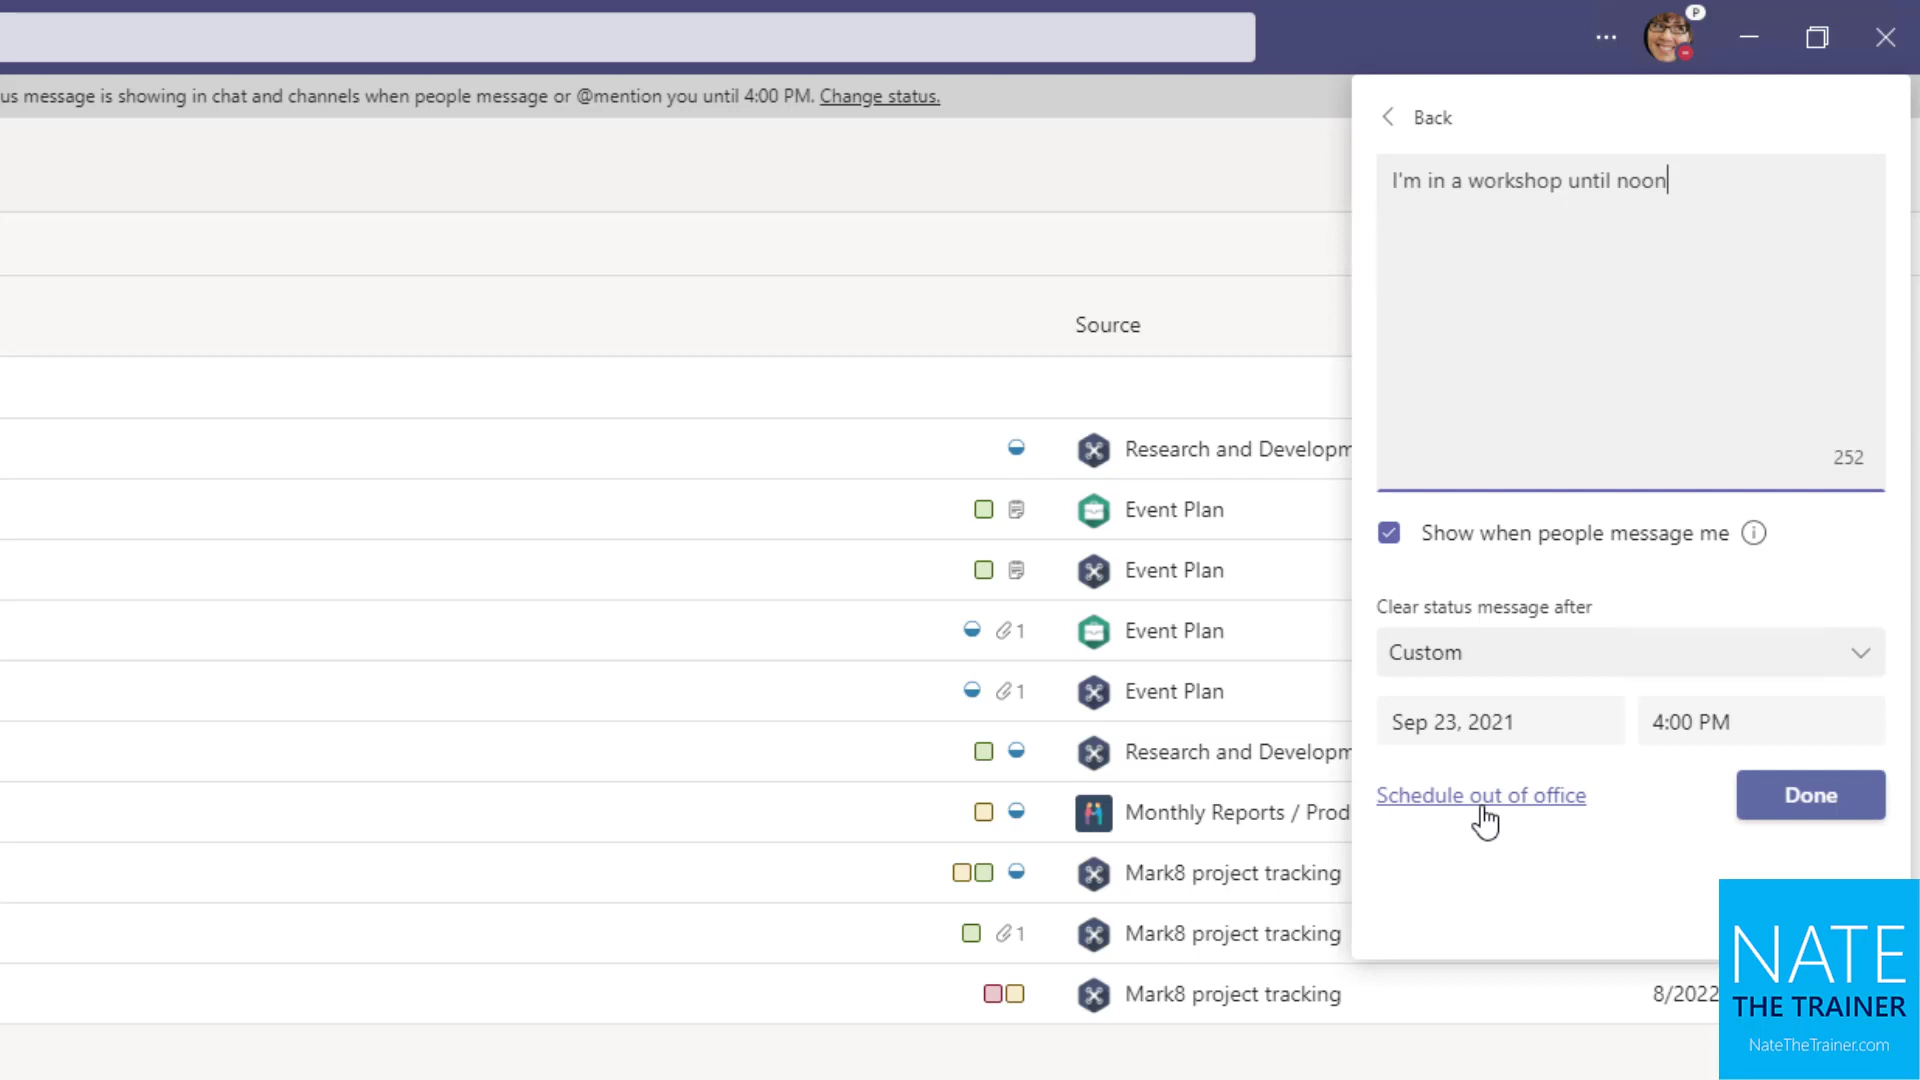 P
us message is showing in chat and channels when people message or @mention you until 4:00 PM. Change status.
Back
I'm in a workshop until noon
252
Show when people message me
Clear status message after
Custom
Sep 23, 2021
4:00 PM
Schedule out of office
Done
Source
Research and Developm
Event Plan
Event Plan
1
Event Plan
1
Event Plan
Research and Developm
Monthly Reports / Prod
Mark8 project tracking
1
Mark8 project tracking
Mark8 project tracking
8/2022
NATE
THE TRAINER
NateTheTrainer.com